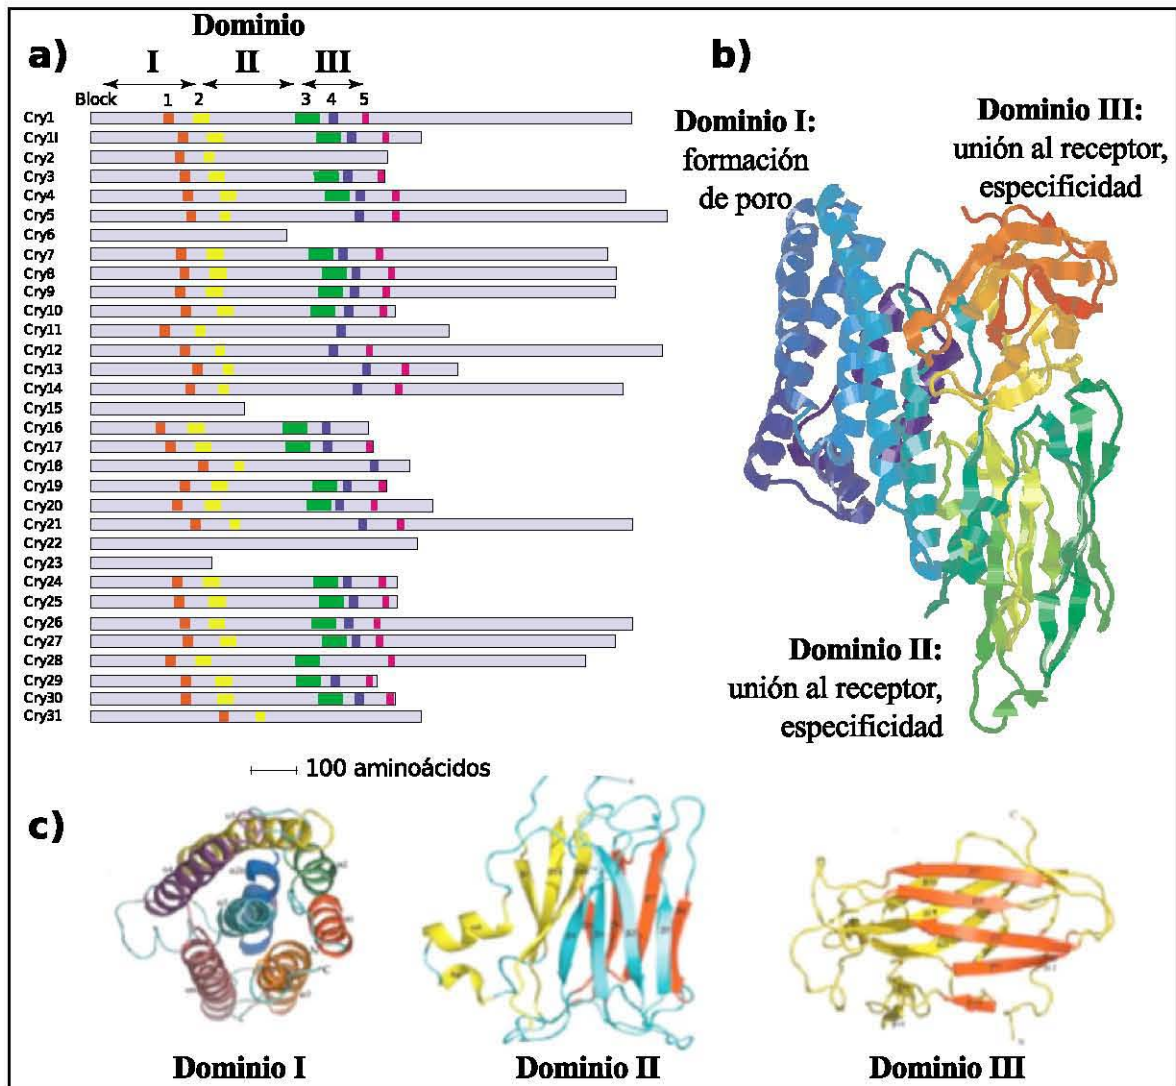 Dominio
a)
I II III
Block 1 2 3 4 5
Cry1
Cry1I
Cry2
Cry3
Cry4
Cry5
Cry6
Cry7
Cry8
Cry9
Cry10
Cry11
Cry12
Cry13
Cry14
Cry15
Cry16
Cry17
Cry18
Cry19
Cry20
Cry21
Cry22
Cry23
Cry24
Cry25
Cry26
Cry27
Cry28
Cry29
Cry30
Cry31
100 aminoácidos
b)
Dominio I:
formación
de poro
Dominio III:
unión al receptor,
especificidad
Dominio II:
unión al receptor,
especificidad
c)
Dominio I
Dominio II
Dominio III